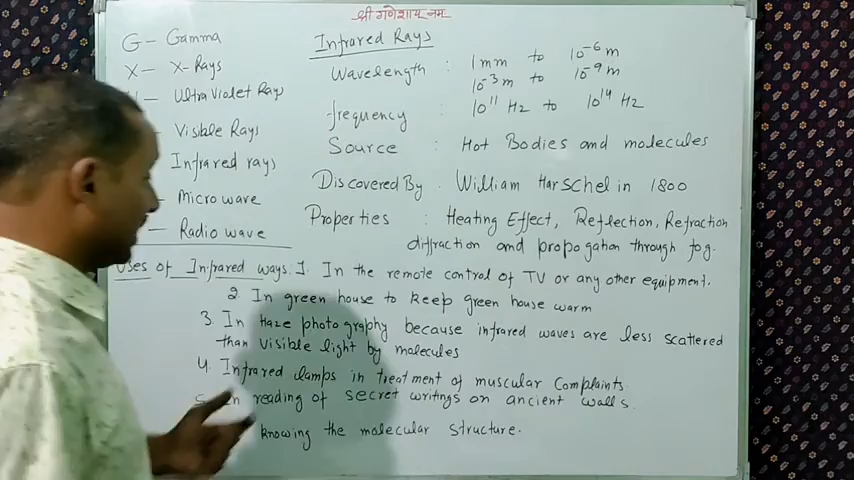 श्री गणेशाय नमः
G - Gamma
X - X-Rays
Ultra Violet Rays
Visible Rays
Infrared rays
- Micro wave
- Radio wave
Infrared Rays
Wavelength : 1mm to 10⁻⁶ m
10⁻³m to 10⁻⁹m
frequency : 10¹¹ Hz to 10¹⁴ Hz
Source : Hot Bodies and molecules
Discovered By. William Harschel in 1800
Properties : Heating Effect, Reflection, Refraction
diffraction and propogation through fog.
Uses of Infrared ways. 1. In the remote control of TV or any other equipment.
2. In green house to keep green house warm
3. In Haze photography because infrared waves are less scattered
than visible light by molecules
4. Infrared lamps in treatment of muscular complaints.
5. In reading of secret writings on ancient walls.
knowing the molecular structure.